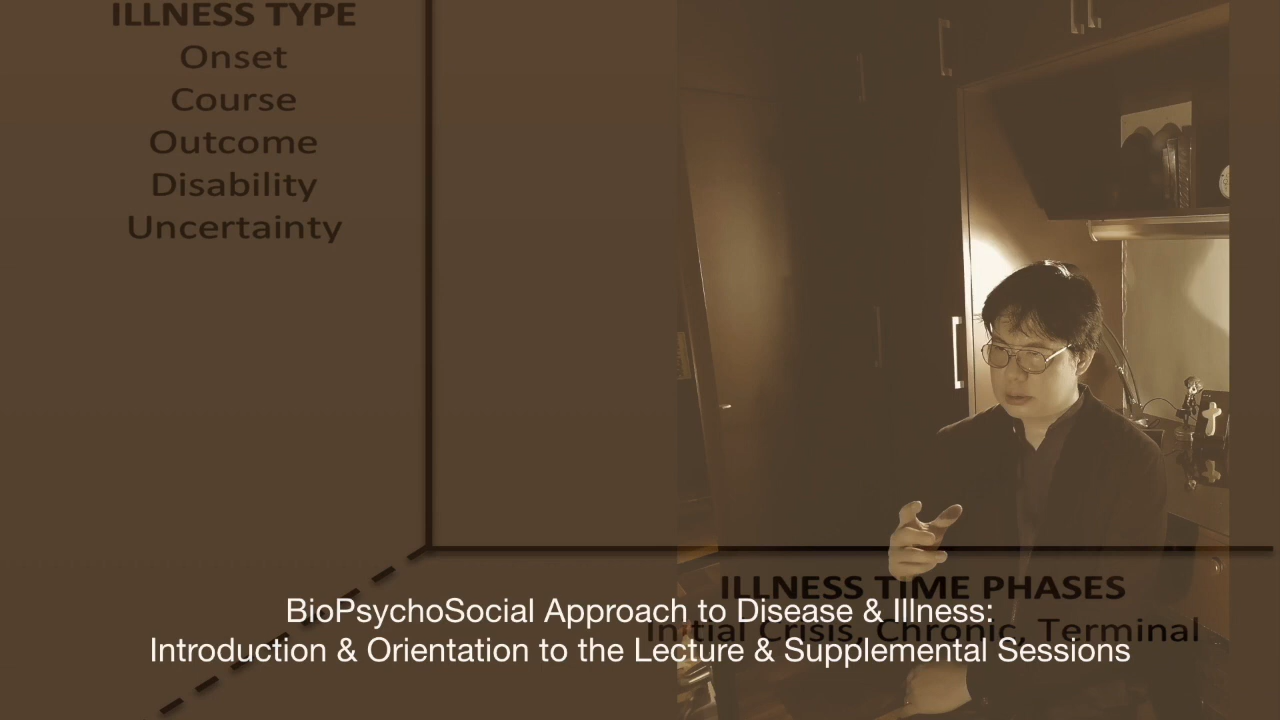 ILLNESS TYPE
Onset
Course
Outcome
Disability
Uncertainty
ILLNESS TIME PHASES
Initial Crisis, Chronic, Terminal
BioPsychoSocial Approach to Disease & Illness:
Introduction & Orientation to the Lecture & Supplemental Sessions